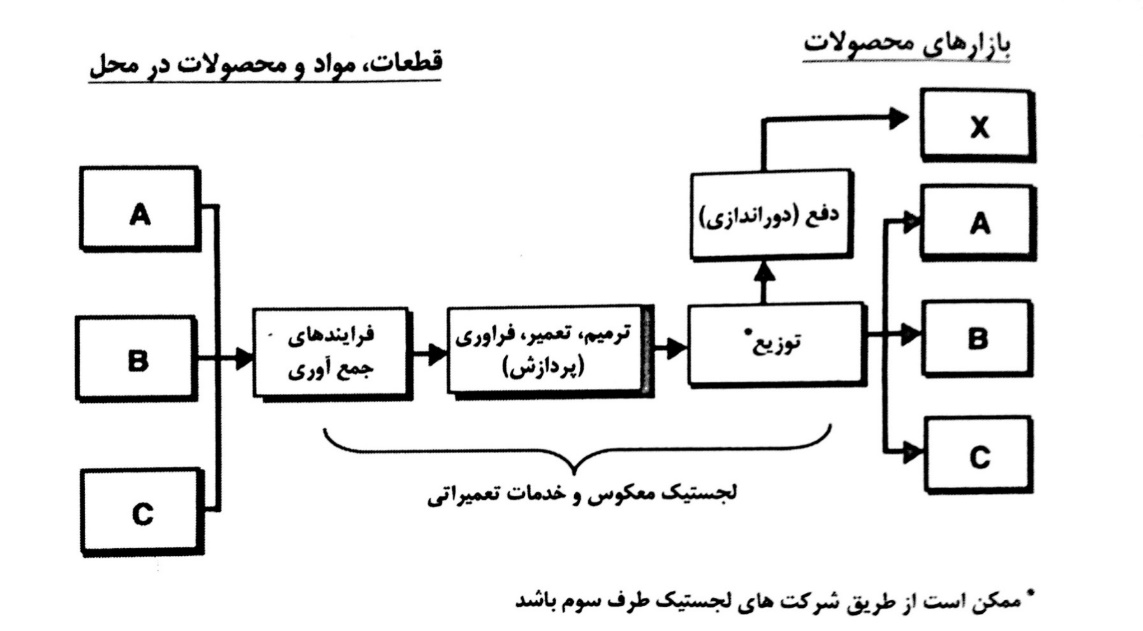 بازارهای محصولات
قطعات، مواد و محصولات در محل
X
دفع (دوراندازی)
A
A
B
فرایندهای
جمع آوری
ترمیم، تعمیر، فراوری
(پردازش)
توزیع*
B
C
C
لجستیک معکوس و خدمات تعمیراتی
* ممکن است از طریق شرکت های لجستیک طرف سوم باشد